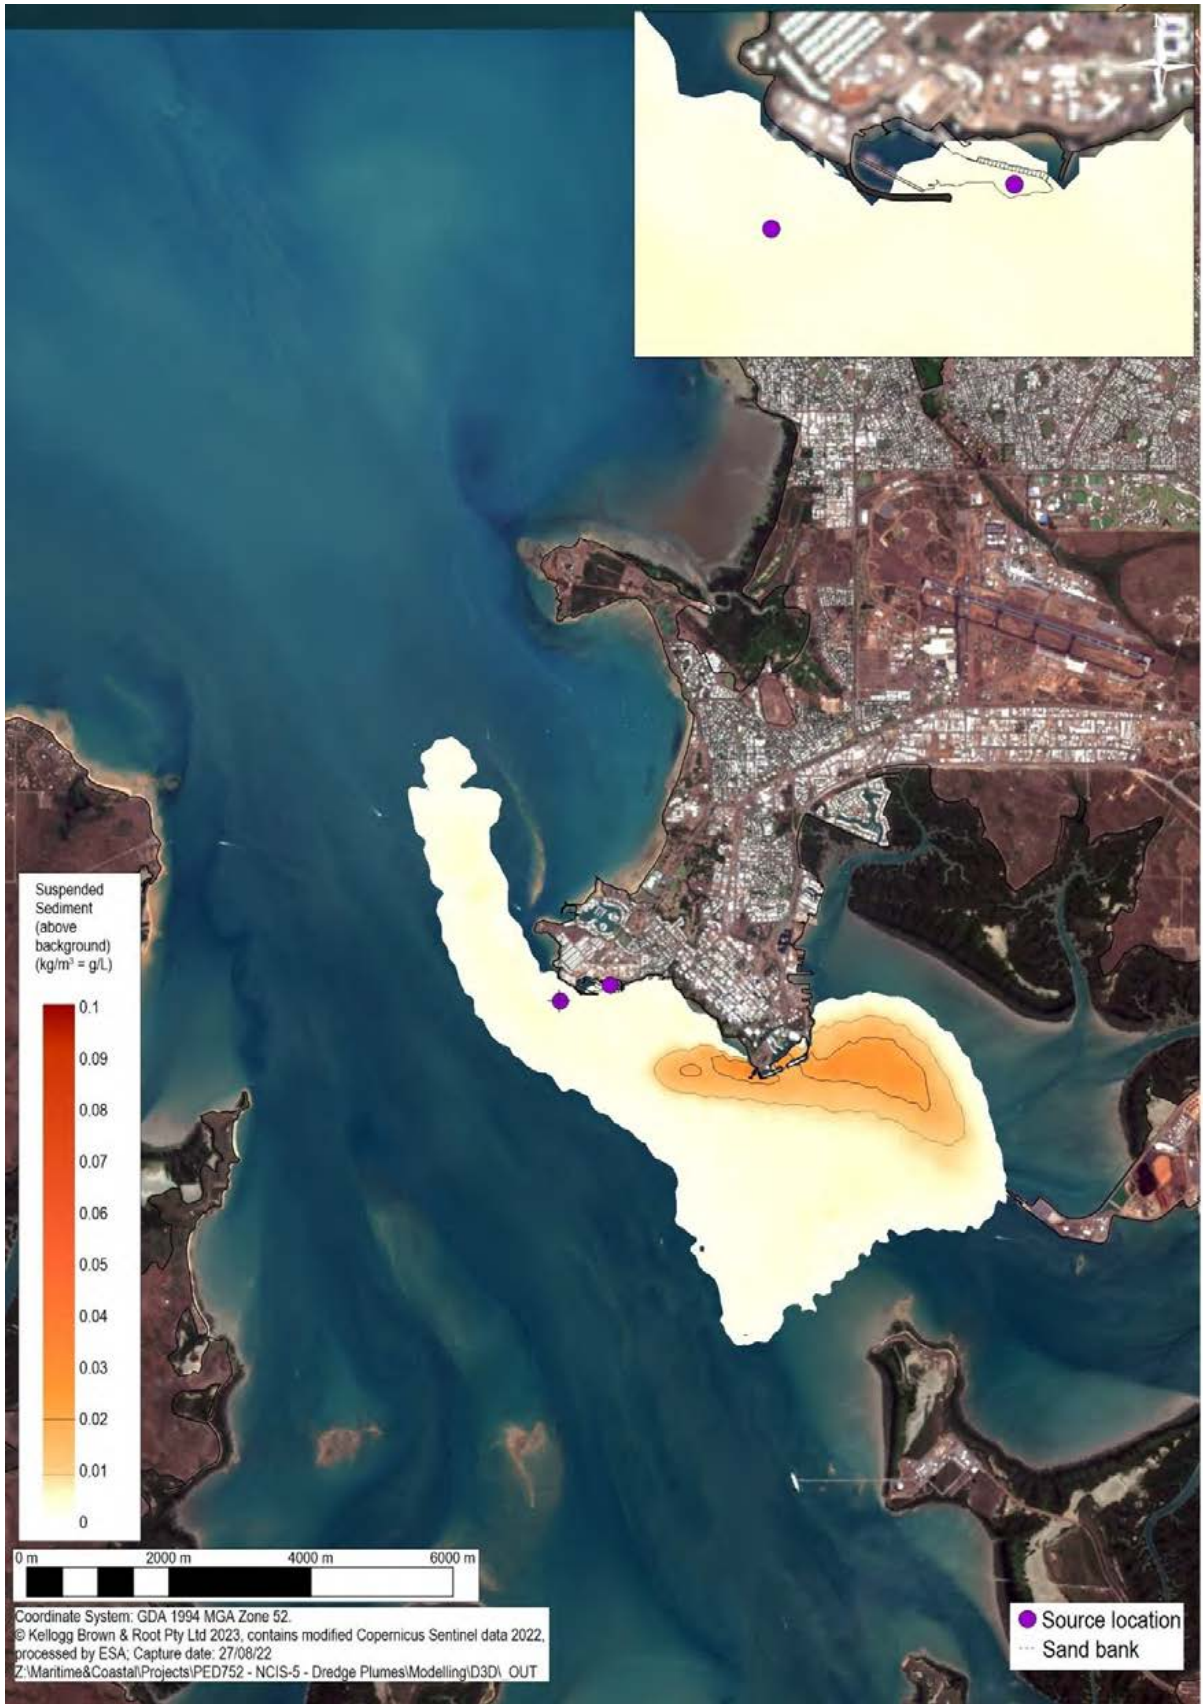 N
Suspended
Sediment
(above
background)
(kg/m³ = g/L)
0.1
0.09
0.08
0.07
0.06
0.05
0.04
0.03
0.02
0.01
0
0 m 2000 m 4000 m 6000 m
Coordinate System: GDA 1994 MGA Zone 52.
© Kellogg Brown & Root Pty Ltd 2023, contains modified Copernicus Sentinel data 2022,
processed by ESA; Capture date: 27/08/22
Z:\Maritime&Coastal\Projects\PED752 - NCIS-5 - Dredge Plumes\Modelling\D3D\_OUT
Source location
Sand bank